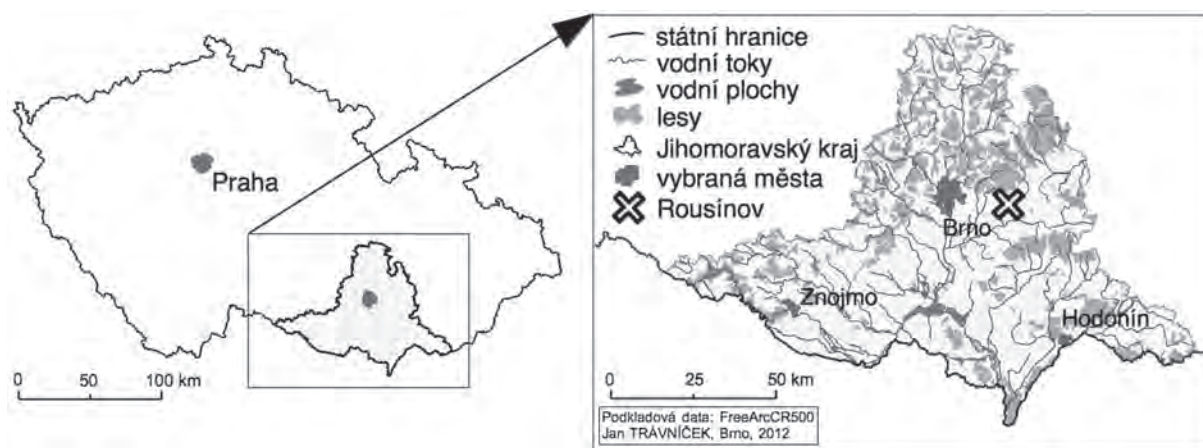 Praha
0 50 100 km
státní hranice
vodní toky
vodní plochy
lesy
Jihomoravský kraj
vybraná města
Rousínov
Brno
Znojmo
Hodonín
0 25 50 km
Podkladová data: FreeArcCR500
Jan TRÁVNÍČEK, Brno, 2012